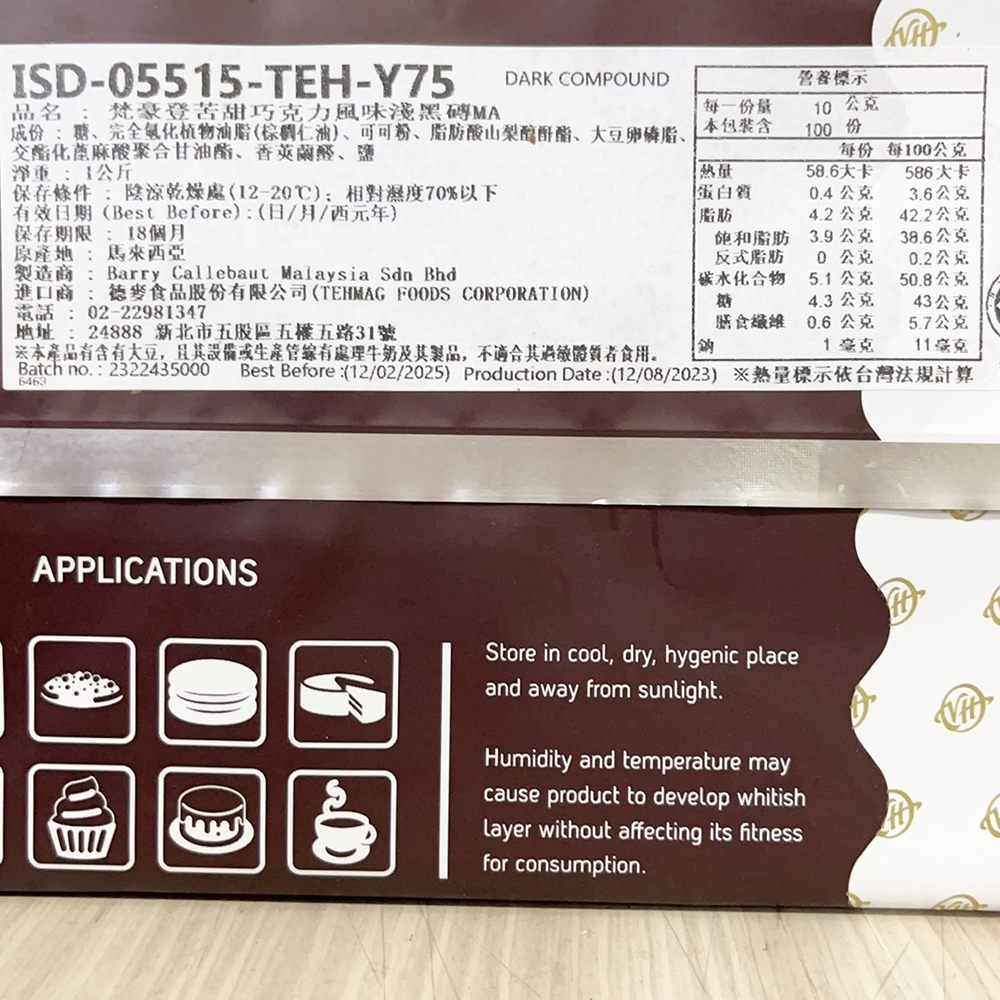 ISD-05515-TEH-Y75 DARK COMPOUND
品名 : 梵豪登苦甜巧克力風味淺黑磚MA
成份 : 糖、完全氫化植物油脂(棕櫚仁油)、可可粉、脂肪酸山梨醇酐酯、大豆卵磷脂、
交酯化蓖麻酸聚合甘油酯、香莢蘭醛、鹽
淨重 : 1公斤
保存條件 : 陰涼乾燥處(12-20℃); 相對濕度70%以下
有效日期 (Best Before):(日/月/西元年)
保存期限 : 18個月
原產地 : 馬來西亞
製造商 : Barry Callebaut Malaysia Sdn Bhd
進口商 : 德麥食品股份有限公司(TEHMAG FOODS CORPORATION)
電話 : 02-22981347
地址 : 24888 新北市五股區五權五路31號
※本產品有含有大豆, 且其設備或生產管線有處理牛奶及其製品, 不適合其過敏體質者食用。
Batch no. : 2322435000 Best Before :(12/02/2025) Production Date :(12/08/2023) ※熱量標示依台灣法規計算
6463
營養標示
每一份量 10 公克
本包裝含 100 份
每份 每100公克
熱量 58.6大卡 586大卡
蛋白質 0.4 公克 3.6公克
脂肪 4.2 公克 42.2公克
飽和脂肪 3.9 公克 38.6公克
反式脂肪 0 公克 0.2公克
碳水化合物 5.1 公克 50.8公克
糖 4.3 公克 43公克
膳食纖維 0.6 公克 5.7公克
鈉 1 毫克 11毫克
APPLICATIONS
Store in cool, dry, hygenic place
and away from sunlight.
Humidity and temperature may
cause product to develop whitish
layer without affecting its fitness
for consumption.
VH
VH
VH
VH